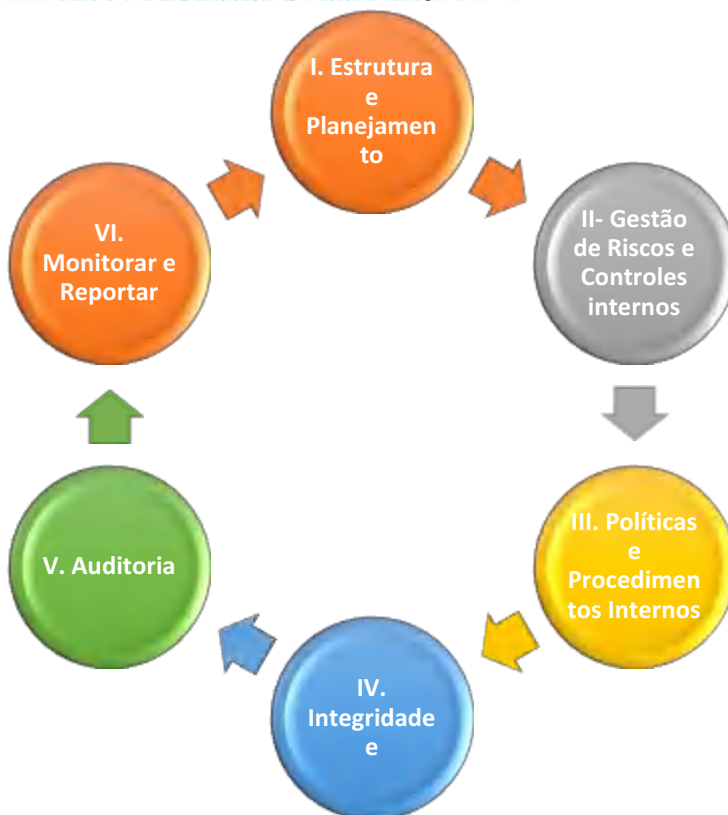 I. Estrutura
e
Planejamen
to
II- Gestão
de Riscos e
Controles
internos
III. Políticas
e
Procedimen
tos Internos
IV.
Integridade
e
V. Auditoria
VI.
Monitorar e
Reportar